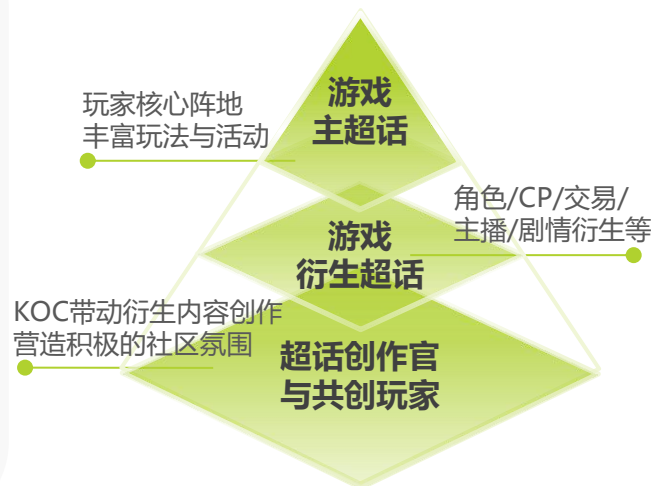 游戏
主超话
玩家核心阵地
丰富玩法与活动
角色/CP/交易/
主播/剧情衍生等
游戏
衍生超话
KOC带动衍生内容创作
营造积极的社区氛围
超话创作官
与共创玩家